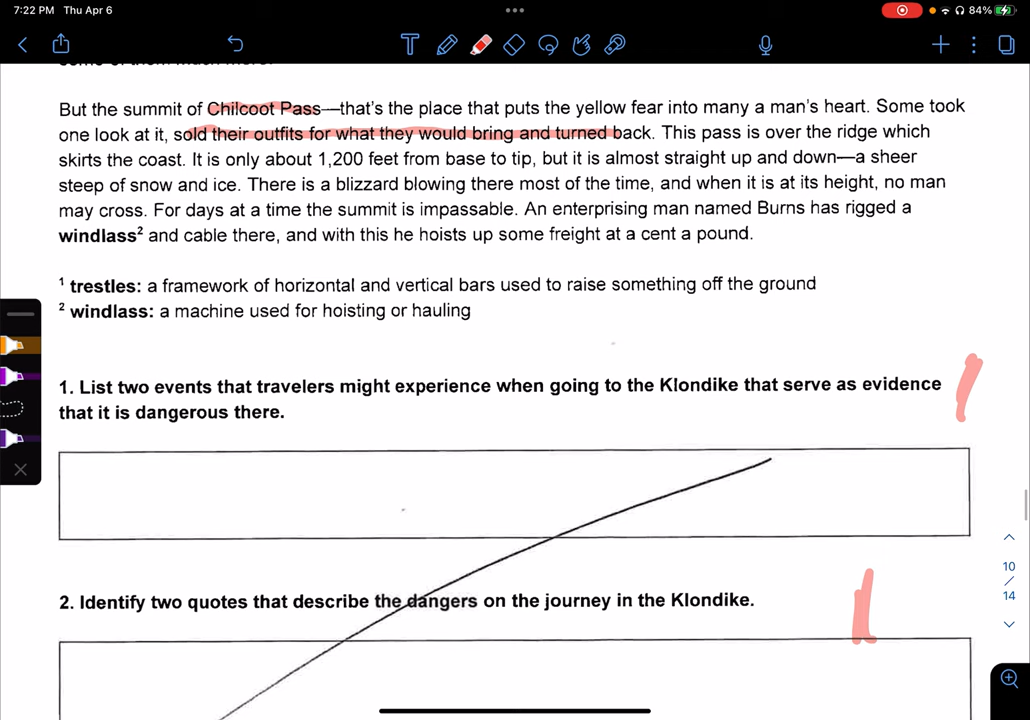 7:22 PM Thu Apr 6
84%
But the summit of Chilcoot Pass—that's the place that puts the yellow fear into many a man's heart. Some took
one look at it, sold their outfits for what they would bring and turned back. This pass is over the ridge which
skirts the coast. It is only about 1,200 feet from base to tip, but it is almost straight up and down—a sheer
steep of snow and ice. There is a blizzard blowing there most of the time, and when it is at its height, no man
may cross. For days at a time the summit is impassable. An enterprising man named Burns has rigged a
windlass² and cable there, and with this he hoists up some freight at a cent a pound.
¹ trestles: a framework of horizontal and vertical bars used to raise something off the ground
² windlass: a machine used for hoisting or hauling
1. List two events that travelers might experience when going to the Klondike that serve as evidence
that it is dangerous there.
2. Identify two quotes that describe the dangers on the journey in the Klondike.
10
/
14